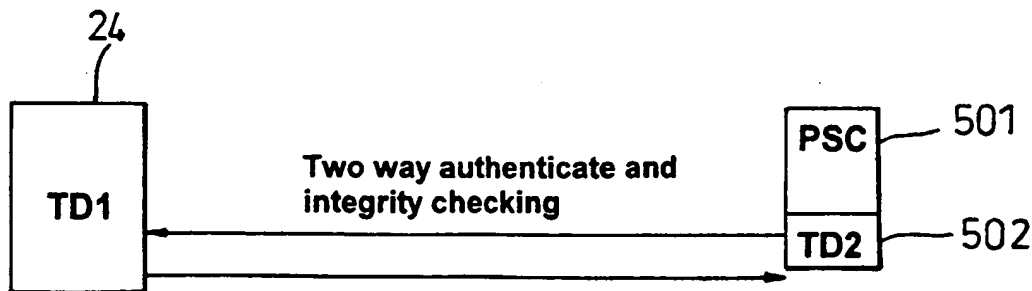 24
PSC
501
Two way authenticate and
integrity checking
TD1
TD2
502